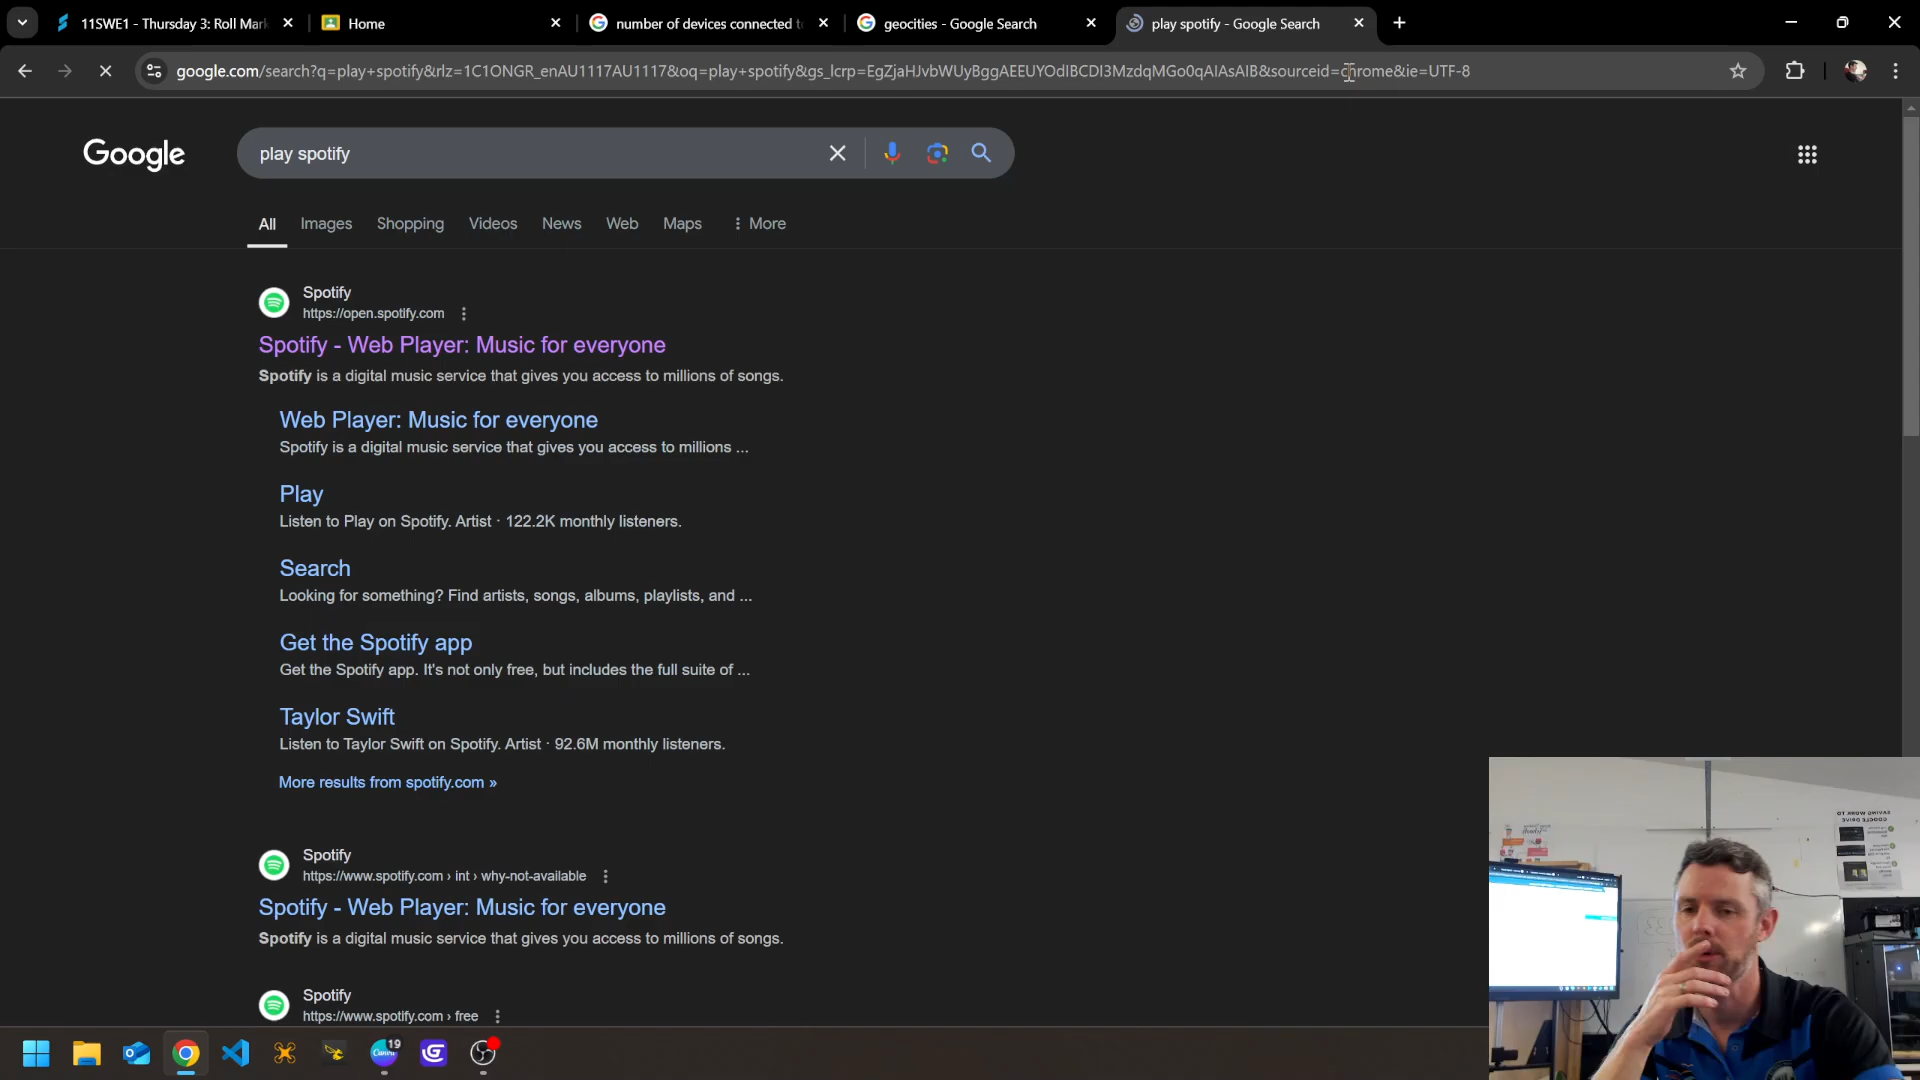 11SWE1 - Thursday 3: Roll Mark
Home
number of devices connected to
geocities - Google Search
play spotify - Google Search
google.com/search?q=play+spotify&rlz=1C1ONGR_enAU1117AU1117&oq=play+spotify&gs_lcrp=EgZjaHJvbWUyBggAEEUYOdIBCDI3MzdqMGo0qAIAsAIB&sourceid=chrome&ie=UTF-8
Google
play spotify
All
Images
Shopping
Videos
News
Web
Maps
More
Spotify
https://open.spotify.com
Spotify - Web Player: Music for everyone
Spotify is a digital music service that gives you access to millions of songs.
Web Player: Music for everyone
Spotify is a digital music service that gives you access to millions ...
Play
Listen to Play on Spotify. Artist · 122.2K monthly listeners.
Search
Looking for something? Find artists, songs, albums, playlists, and ...
Get the Spotify app
Get the Spotify app. It's not only free, but includes the full suite of ...
Taylor Swift
Listen to Taylor Swift on Spotify. Artist · 92.6M monthly listeners.
More results from spotify.com »
Spotify
https://www.spotify.com › int › why-not-available
Spotify - Web Player: Music for everyone
Spotify is a digital music service that gives you access to millions of songs.
Spotify
https://www.spotify.com › free
SAVING WORK TO
GOOGLE DRIVE
Canva
19